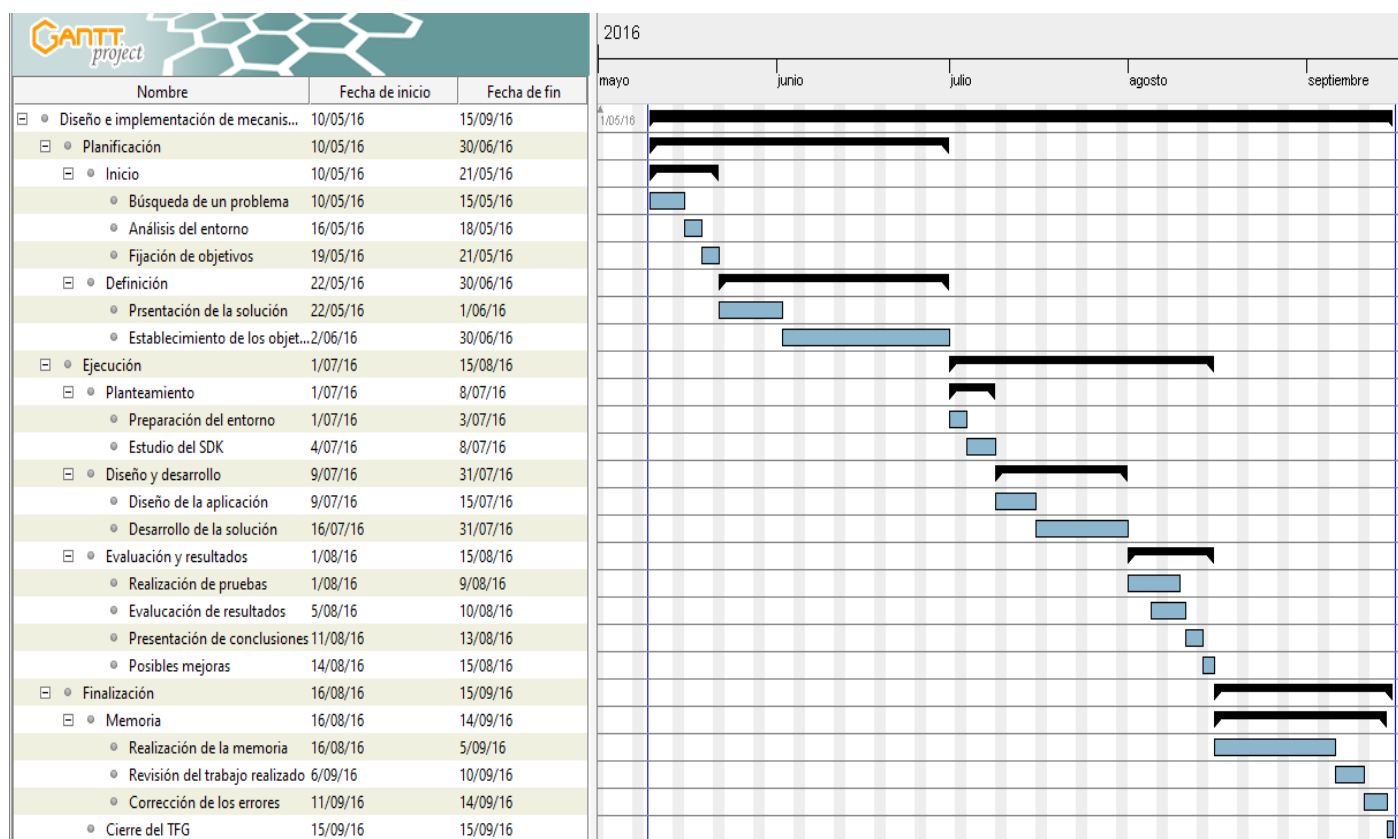 GANTT
project
2016
mayo junio julio agosto septiembre
Nombre Fecha de inicio Fecha de fin
1/05/16
Diseño e implementación de mecanis... 10/05/16 15/09/16
Planificación 10/05/16 30/06/16
Inicio 10/05/16 21/05/16
Búsqueda de un problema 10/05/16 15/05/16
Análisis del entorno 16/05/16 18/05/16
Fijación de objetivos 19/05/16 21/05/16
Definición 22/05/16 30/06/16
Prsentación de la solución 22/05/16 1/06/16
Establecimiento de los objet... 2/06/16 30/06/16
Ejecución 1/07/16 15/08/16
Planteamiento 1/07/16 8/07/16
Preparación del entorno 1/07/16 3/07/16
Estudio del SDK 4/07/16 8/07/16
Diseño y desarrollo 9/07/16 31/07/16
Diseño de la aplicación 9/07/16 15/07/16
Desarrollo de la solución 16/07/16 31/07/16
Evaluación y resultados 1/08/16 15/08/16
Realización de pruebas 1/08/16 9/08/16
Evalucación de resultados 5/08/16 10/08/16
Presentación de conclusiones 11/08/16 13/08/16
Posibles mejoras 14/08/16 15/08/16
Finalización 16/08/16 15/09/16
Memoria 16/08/16 14/09/16
Realización de la memoria 16/08/16 5/09/16
Revisión del trabajo realizado 6/09/16 10/09/16
Corrección de los errores 11/09/16 14/09/16
Cierre del TFG 15/09/16 15/09/16